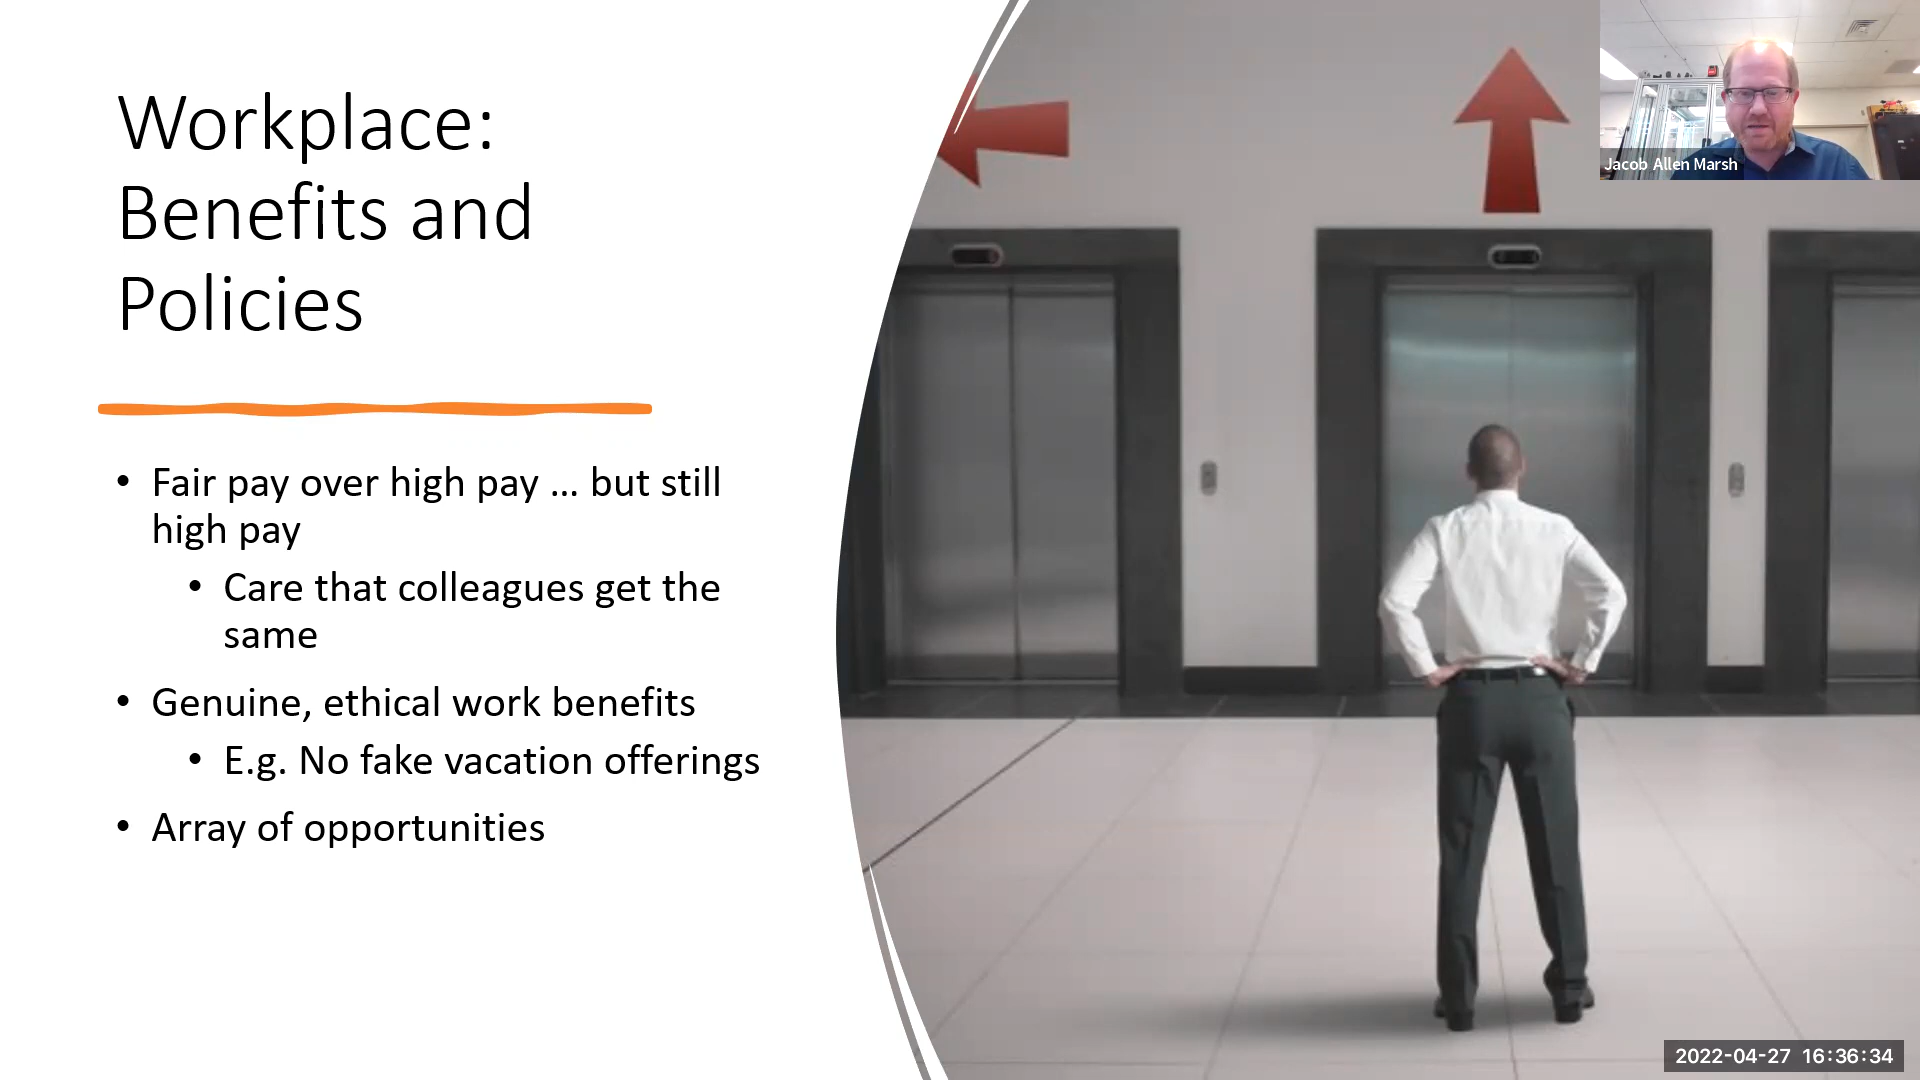 Workplace:
Benefits and
Policies
• Fair pay over high pay ... but still
high pay
• Care that colleagues get the
same
• Genuine, ethical work benefits
• E.g. No fake vacation offerings
• Array of opportunities
Jacob Allen Marsh
2022-04-27 16:36:34